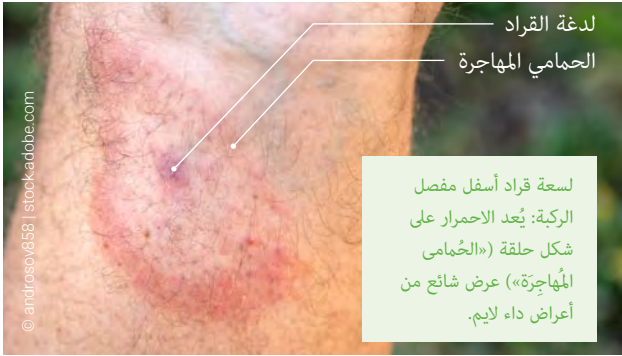 لدغة القراد
الحمامي المهاجرة
لسعة قراد أسفل مفصل
الركبة: يُعد الاحمرار على
شكل حلقة («الحُمامى
المُهاجِرَة») عرض شائع من
أعراض داء لايم.
© androsov858 | stock.adobe.com